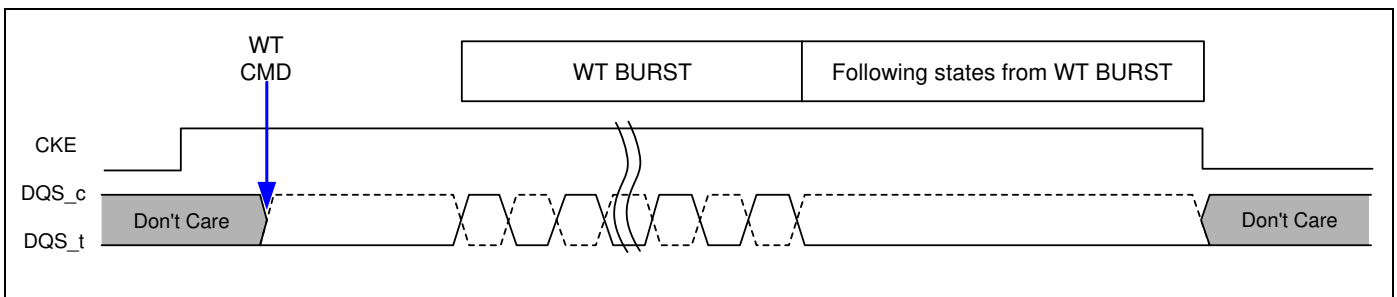 WT
CMD
WT BURST
Following states from WT BURST
CKE
DQS_c
Don't Care
Don't Care
DQS_t